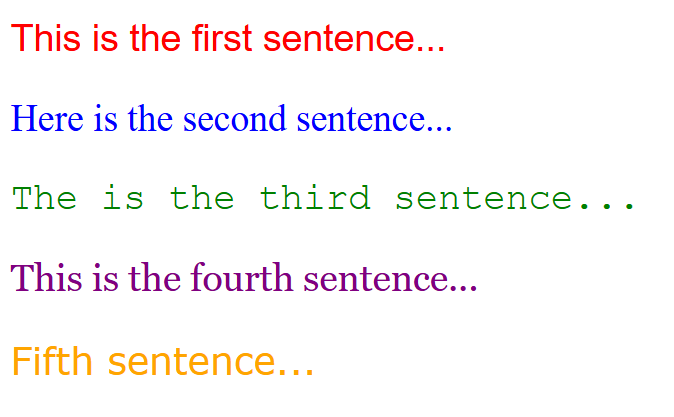 This is the first sentence...
Here is the second sentence...
The is the third sentence...
This is the fourth sentence...
Fifth sentence...